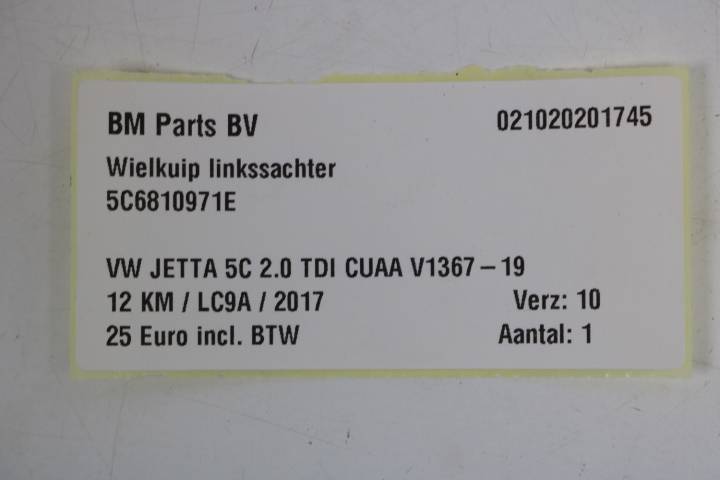 BM Parts BV 021020201745
Wielkuip linkssachter
5C6810971E
VW JETTA 5C 2.0 TDI CUAA V1367 – 19
12 KM / LC9A / 2017 Verz: 10
25 Euro incl. BTW Aantal: 1